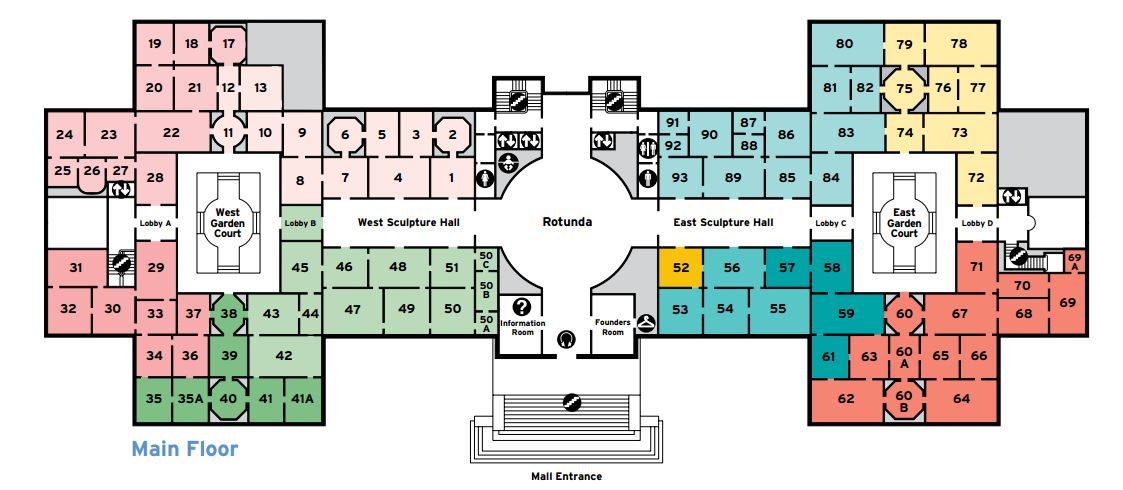 19 18 17
80 79 78
20 21 12 13
81 82 75 76 77
24 23 22 11 10 9 6 5 3 2
91 90 87 86 83 74 73
92 88
25 26 27 28 8 7 4 1
93 89 85 84 72
Lobby A
West
Garden
Court
Lobby B
West Sculpture Hall
Rotunda
East Sculpture Hall
Lobby C
East
Garden
Court
Lobby D
31 29 45 46 48 51 50
C
52 56 57 58 71 69
A
32 30 33 37 38 43 44 47 49 50 50
B
50
A
53 54 55 59 60 67 70
68 69
?
Information
Room
Founders
Room
34 36 39 42
61 63 60
A
65 66
35 35A 40 41 41A
62 60
B
64
Main Floor
Mall Entrance